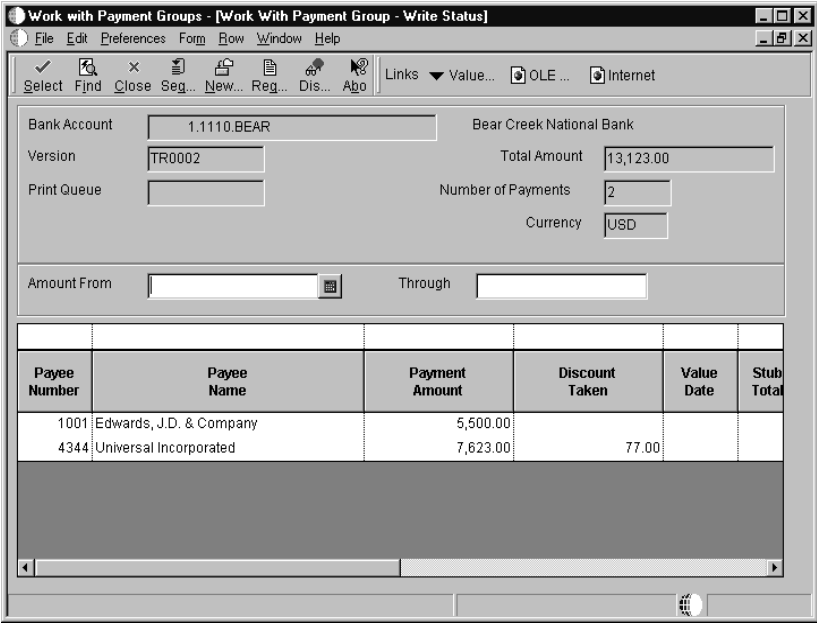 Work with Payment Groups - [Work With Payment Group - Write Status]
File Edit Preferences Form Row Window Help
Select Find Close Seq... New... Reg... Dis... Abo Links Value... OLE ... Internet
Bank Account 1.1110.BEAR Bear Creek National Bank
Version TR0002 Total Amount 13,123.00
Print Queue Number of Payments 2
Currency USD
Amount From Through
Payee Payee Payment Discount Value Stub
Number Name Amount Taken Date Total
1001 Edwards, J.D. & Company 5,500.00
4344 Universal Incorporated 7,623.00 77.00